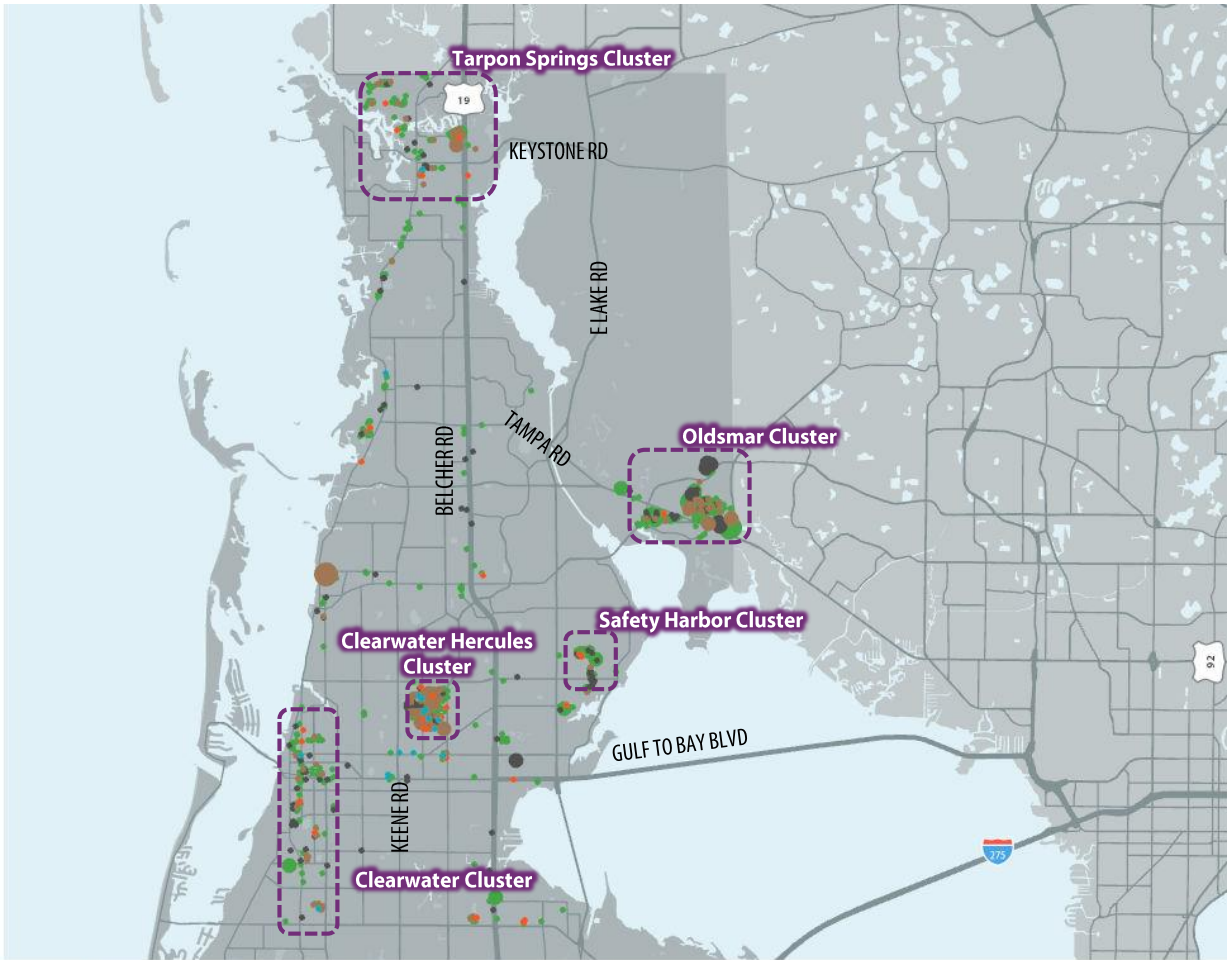 Tarpon Springs Cluster
19
KEYSTONE RD
E LAKE RD
TAMPA RD
BELCHER RD
Oldsmar Cluster
Safety Harbor Cluster
Clearwater Hercules
Cluster
92
GULF TO BAY BLVD
KEENE RD
275
Clearwater Cluster